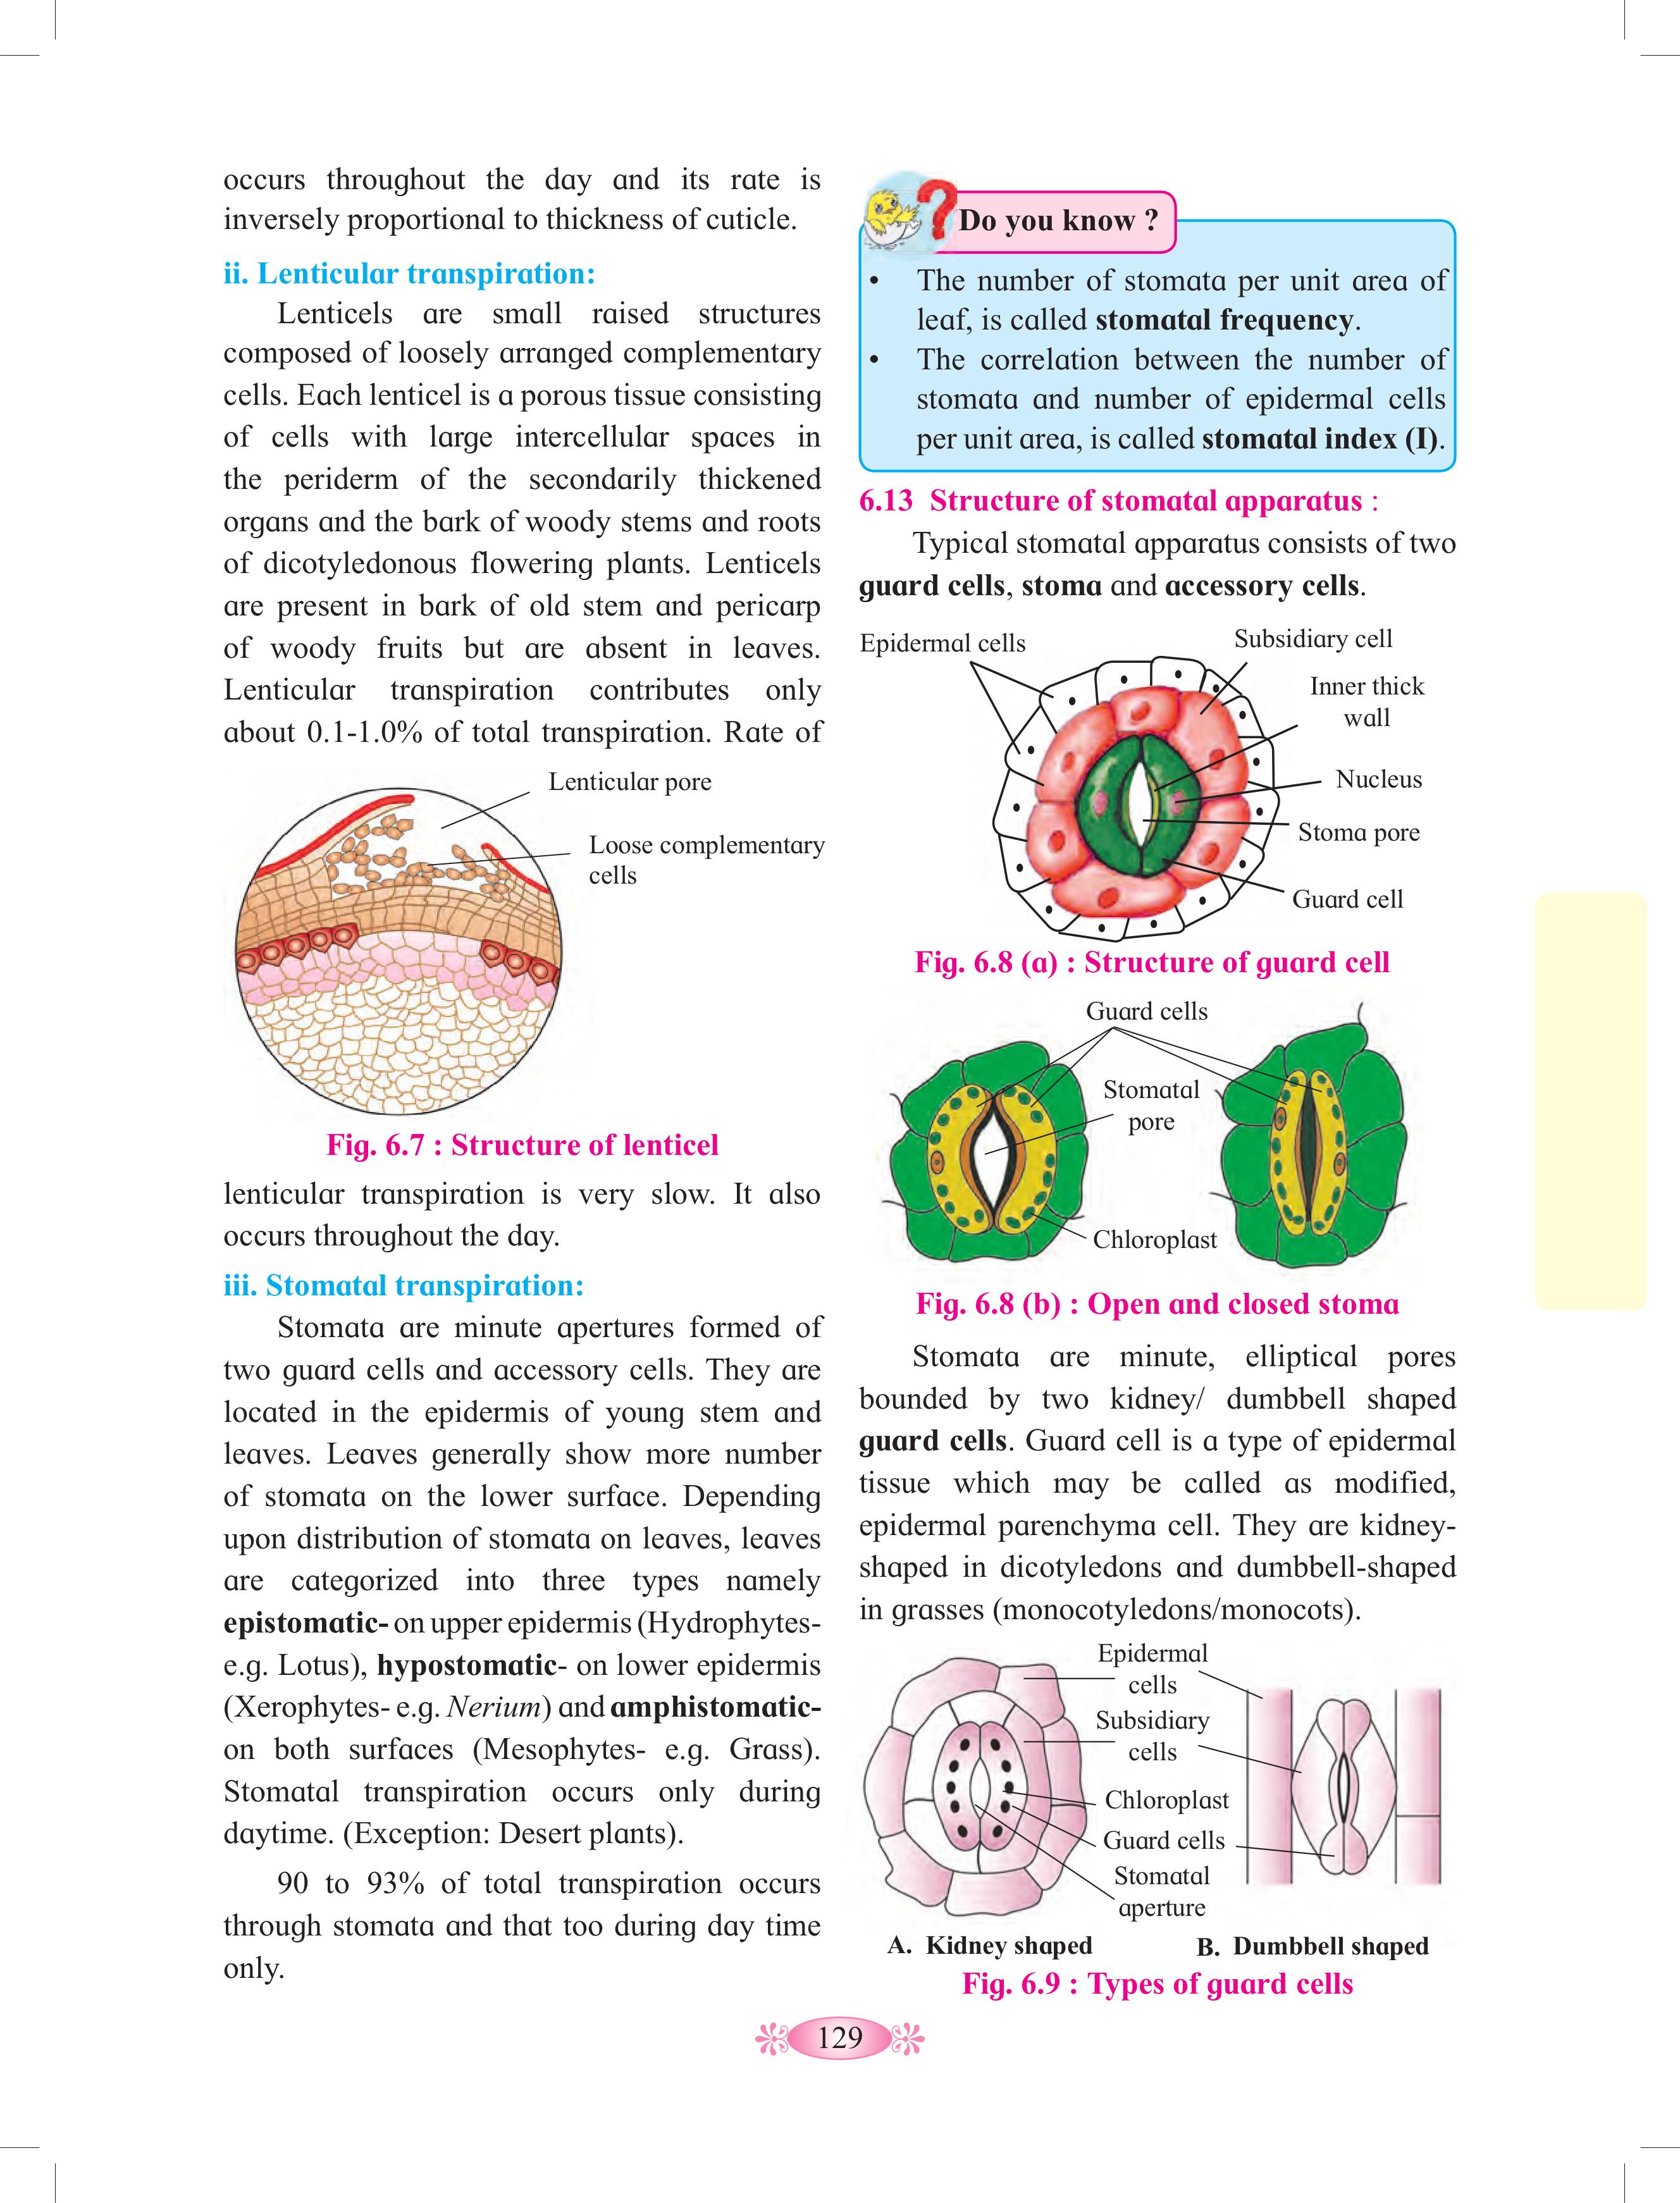 occurs throughout the day and its rate is
inversely proportional to thickness of cuticle.
ii. Lenticular transpiration:
Lenticels are small raised structures
composed of loosely arranged complementary
cells. Each lenticel is a porous tissue consisting
of cells with large intercellular spaces in
the periderm of the secondarily thickened
organs and the bark of woody stems and roots
of dicotyledonous flowering plants. Lenticels
are present in bark of old stem and pericarp
of woody fruits but are absent in leaves.
Lenticular transpiration contributes only
about 0.1-1.0% of total transpiration. Rate of
Lenticular pore
Loose complementary
cells
Fig. 6.7 : Structure of lenticel
lenticular transpiration is very slow. It also
occurs throughout the day.
iii. Stomatal transpiration:
Stomata are minute apertures formed of
two guard cells and accessory cells. They are
located in the epidermis of young stem and
leaves. Leaves generally show more number
of stomata on the lower surface. Depending
upon distribution of stomata on leaves, leaves
are categorized into three types namely
epistomatic- on upper epidermis (Hydrophytes-
e.g. Lotus), hypostomatic- on lower epidermis
(Xerophytes- e.g. Nerium) and amphistomatic-
on both surfaces (Mesophytes- e.g. Grass).
Stomatal transpiration occurs only during
daytime. (Exception: Desert plants).
90 to 93% of total transpiration occurs
through stomata and that too during day time
only.
Do you know ?
• The number of stomata per unit area of
leaf, is called stomatal frequency.
• The correlation between the number of
stomata and number of epidermal cells
per unit area, is called stomatal index (I).
6.13 Structure of stomatal apparatus :
Typical stomatal apparatus consists of two
guard cells, stoma and accessory cells.
Epidermal cells
Subsidiary cell
Inner thick
wall
Nucleus
Stoma pore
Guard cell
Fig. 6.8 (a) : Structure of guard cell
Guard cells
Stomatal
pore
Chloroplast
Fig. 6.8 (b) : Open and closed stoma
Stomata are minute, elliptical pores
bounded by two kidney/ dumbbell shaped
guard cells. Guard cell is a type of epidermal
tissue which may be called as modified,
epidermal parenchyma cell. They are kidney-
shaped in dicotyledons and dumbbell-shaped
in grasses (monocotyledons/monocots).
Epidermal
cells
Subsidiary
cells
Chloroplast
Guard cells
Stomatal
aperture
A. Kidney shaped
B. Dumbbell shaped
Fig. 6.9 : Types of guard cells
129